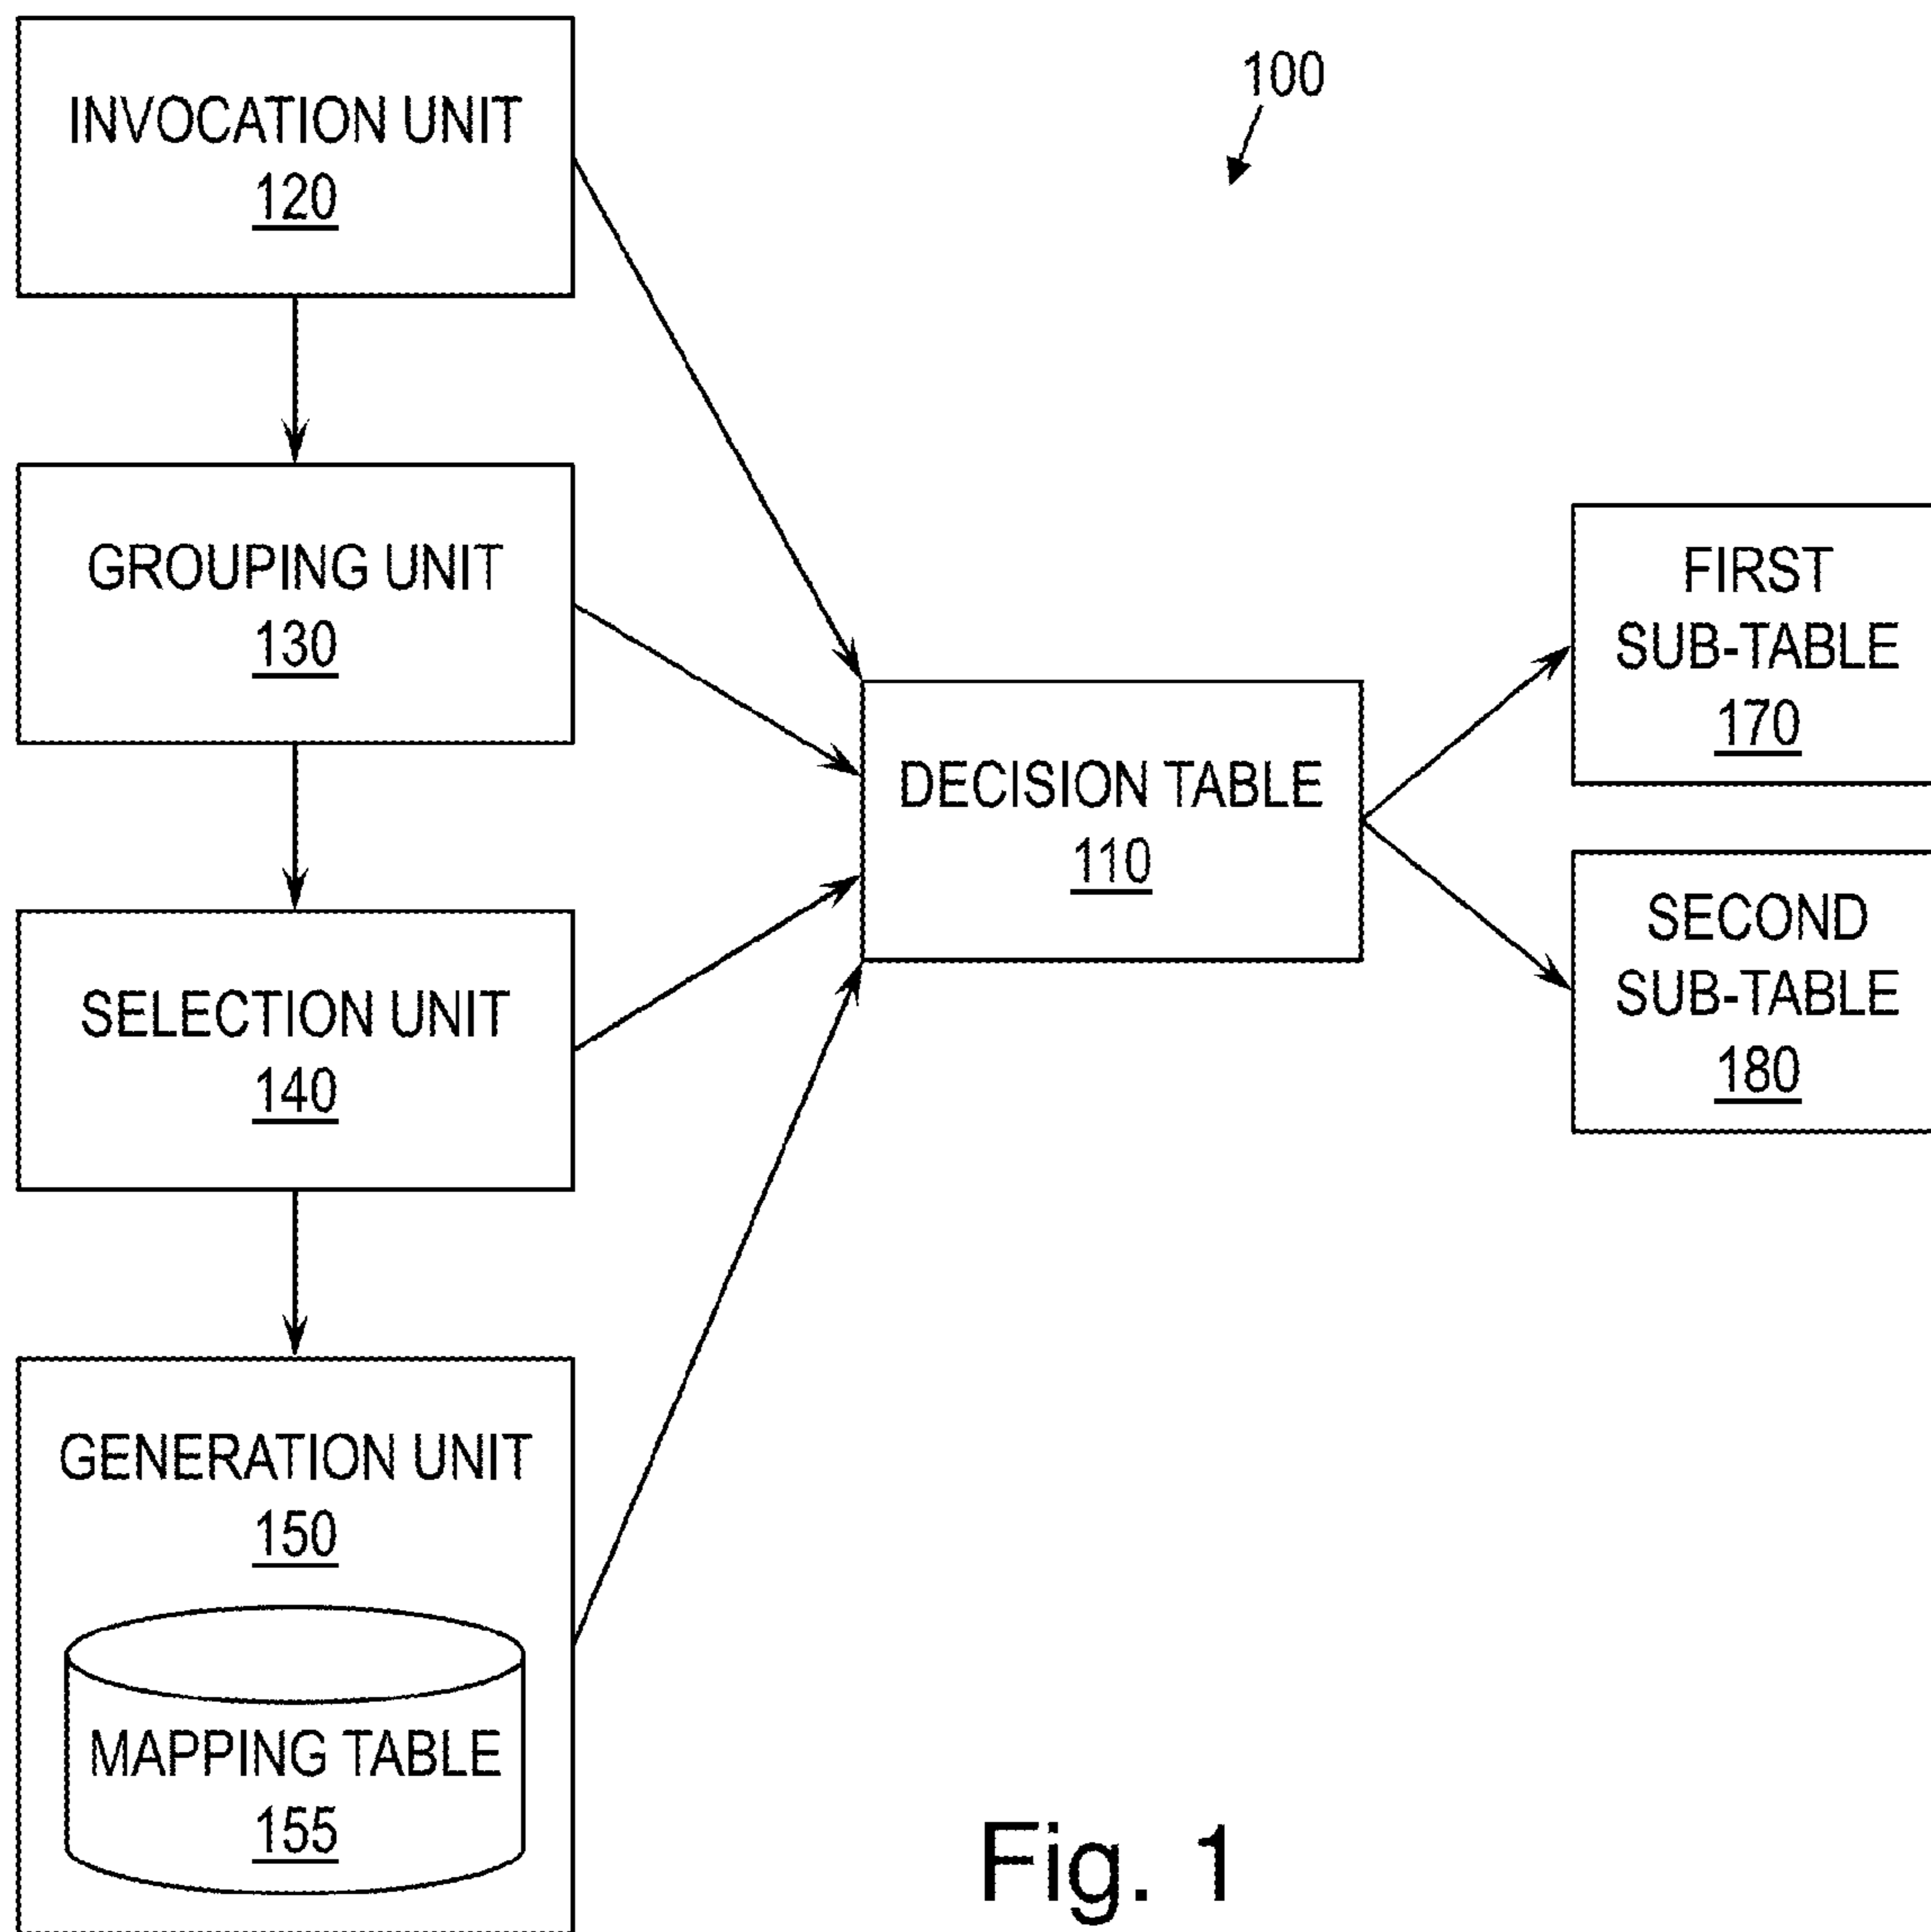 100
INVOCATION UNIT
120
GROUPING UNIT
130
SELECTION UNIT
140
GENERATION UNIT
150
MAPPING TABLE
155
DECISION TABLE
110
FIRST
SUB-TABLE
170
SECOND
SUB-TABLE
180
Fig. 1